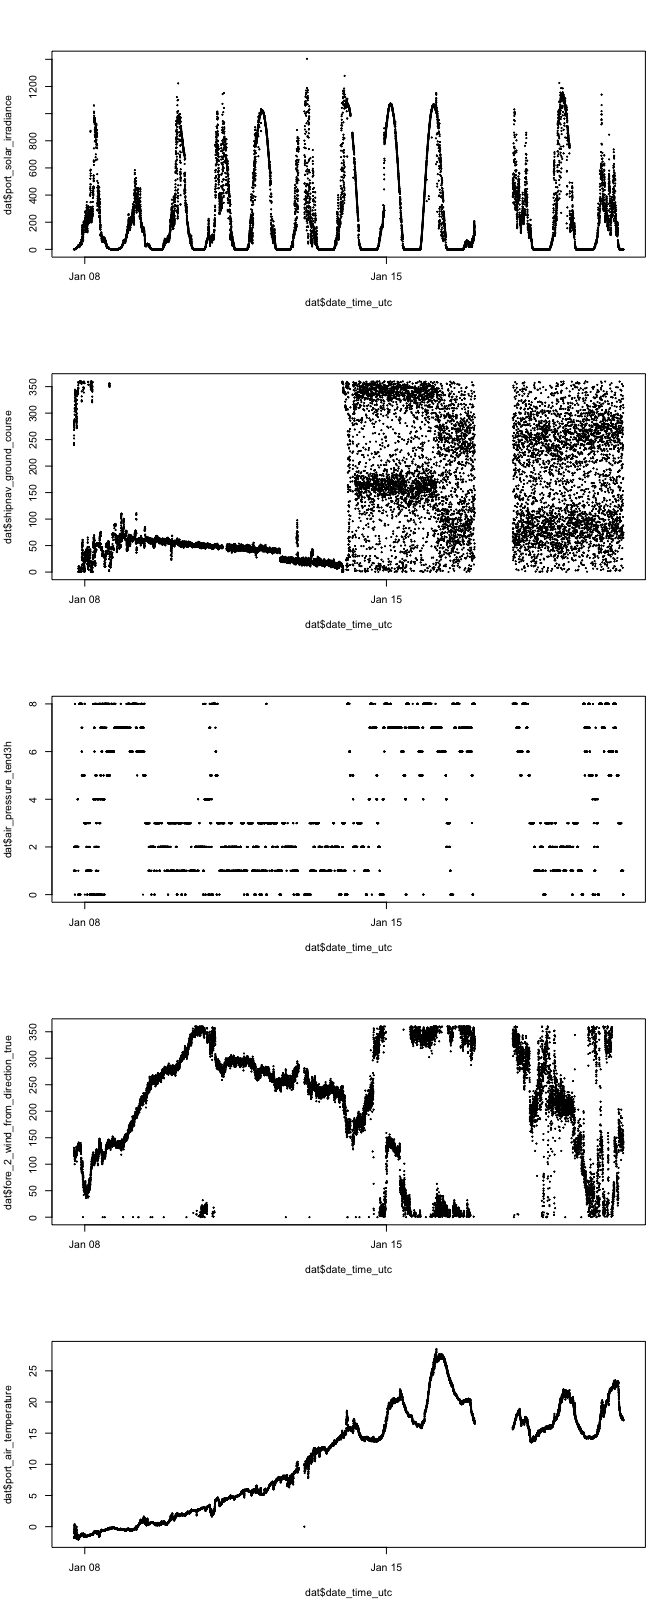 dat$port_solar_irradiance
0 200 400 600 800 1200
Jan 08 Jan 15
dat$date_time_utc
dat$shipnav_ground_course
0 50 100 150 200 250 300 350
Jan 08 Jan 15
dat$date_time_utc
dat$air_pressure_tend3h
0 2 4 6 8
Jan 08 Jan 15
dat$date_time_utc
dat$fore_2_wind_from_direction_true
0 50 100 150 200 250 300 350
Jan 08 Jan 15
dat$date_time_utc
dat$port_air_temperature
0 5 10 15 20 25
Jan 08 Jan 15
dat$date_time_utc